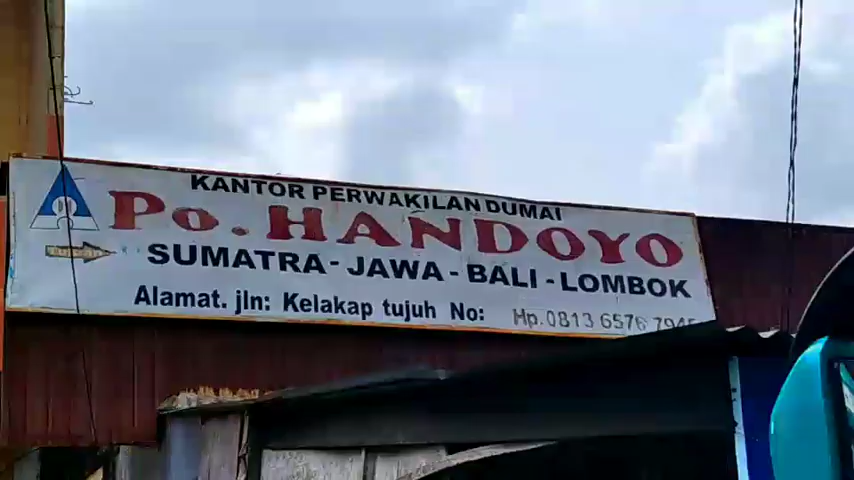 KANTOR PERWAKILAN DUMAI
Po. HANDOYO
SUMATRA - JAWA - BALI - LOMBOK
Alamat. jln: Kelakap tujuh No:
Hp. 0813 6576 7945